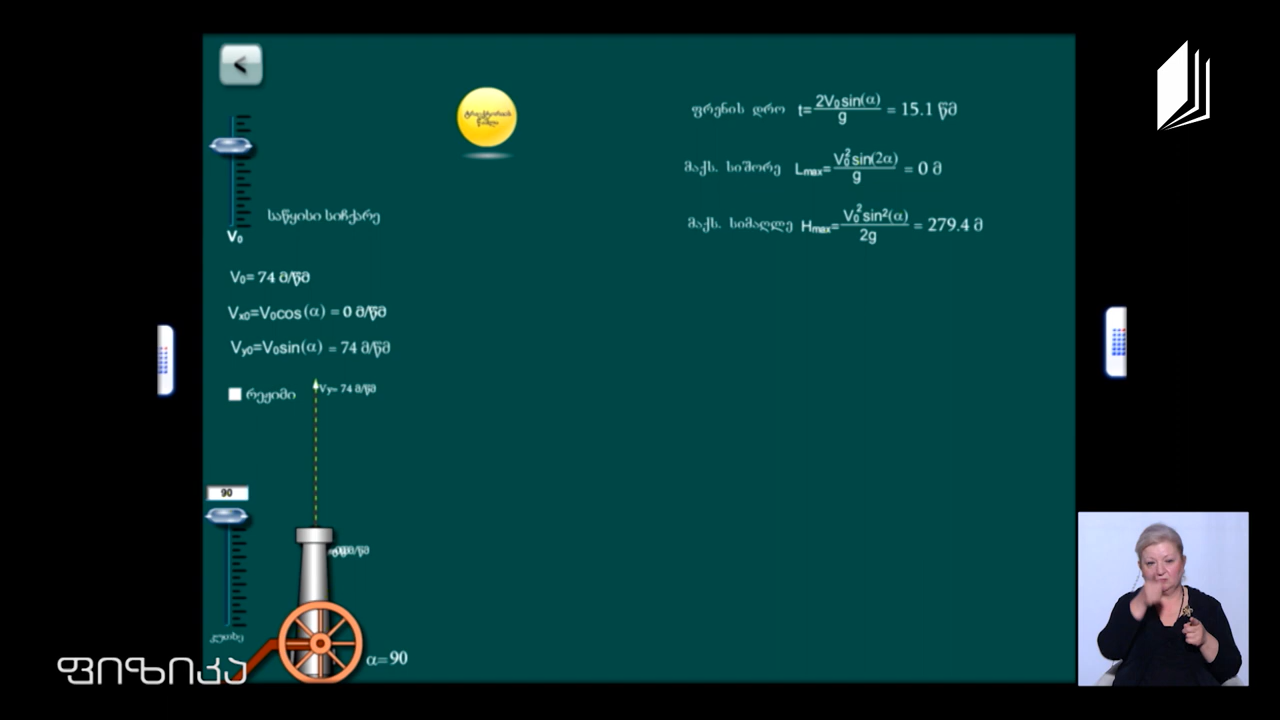 <
ტრაექტორიის
წაშლა
ფრენის დრო t=2V₀sin(α)/g = 15.1 წმ
მაქს. სიშორე Lmax=V₀²sin(2α)/g = 0 მ
მაქს. სიმაღლე Hmax=V₀²sin²(α)/2g = 279.4 მ
საწყისი სიჩქარე
V₀
V₀= 74 მ/წმ
Vx₀=V₀cos(α) = 0 მ/წმ
Vy₀=V₀sin(α) = 74 მ/წმ
რეჟიმი
Vy= 74 მ/წმ
90
კუთხე
α=90
ფიზიკა